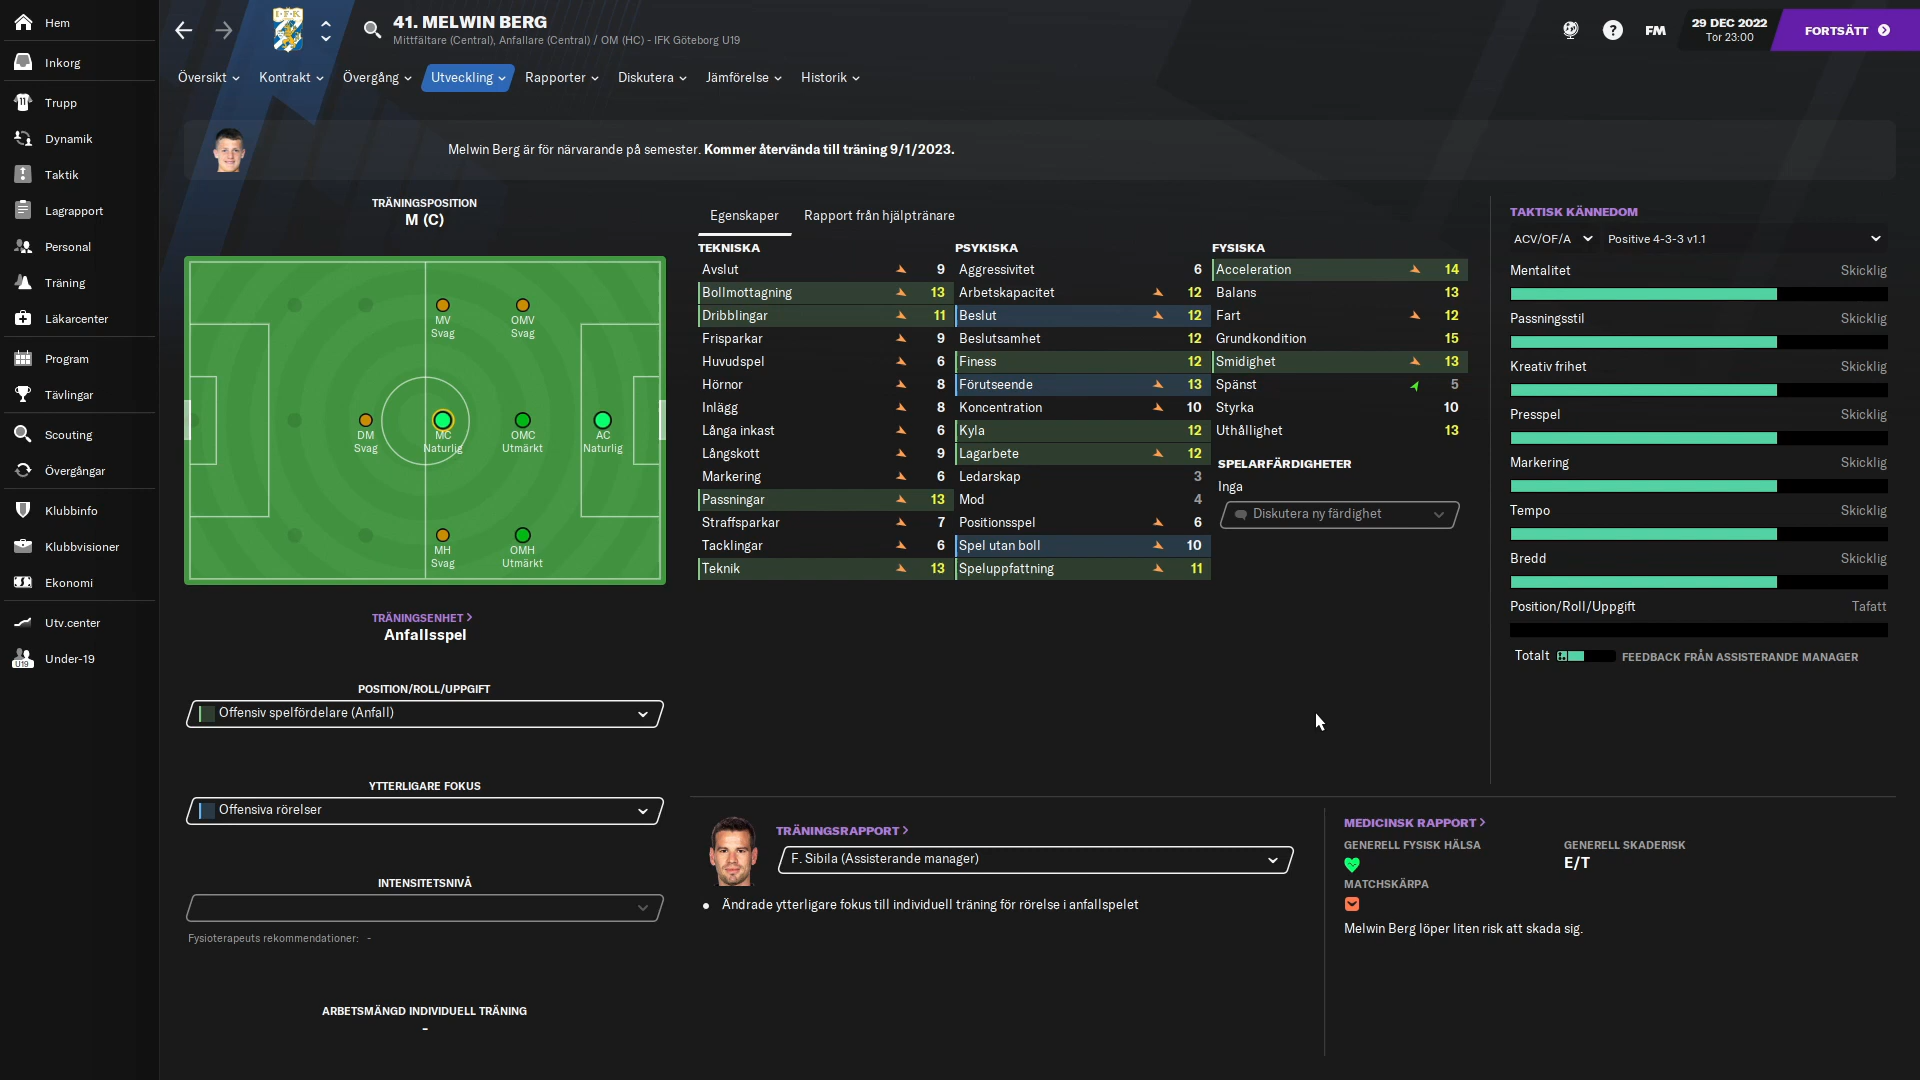 Hem
Inkorg
Trupp
Dynamik
Taktik
Lagrapport
Personal
Träning
Läkarcenter
Program
Tävlingar
Scouting
Övergångar
Klubbinfo
Klubbvisioner
Ekonomi
Utv.center
Under-19
41. MELWIN BERG
Mittfältare (Central), Anfallare (Central) / OM (HC) - IFK Göteborg U19
FM
29 DEC 2022
Tor 23:00
FORTSÄTT
Översikt
Kontrakt
Övergång
Utveckling
Rapporter
Diskutera
Jämförelse
Historik
Melwin Berg är för närvarande på semester. Kommer återvända till träning 9/1/2023.
TRÄNINGSPOSITION
M (C)
MV
Svag
OMV
Svag
DM
Svag
MC
Naturlig
OMC
Utmärkt
AC
Naturlig
MH
Svag
OMH
Utmärkt
TRÄNINGSENHET >
Anfallsspel
POSITION/ROLL/UPPGIFT
Offensiv spelfördelare (Anfall)
YTTERLIGARE FOKUS
Offensiva rörelser
INTENSITETSNIVÅ
Fysioterapeuts rekommendationer: -
ARBETSMÄNGD INDIVIDUELL TRÄNING
-
Egenskaper
Rapport från hjälptränare
TEKNISKA
Avslut 9
Bollmottagning 13
Dribblingar 11
Frisparkar 9
Huvudspel 6
Hörnor 8
Inlägg 8
Långa inkast 6
Långskott 9
Markering 6
Passningar 13
Straffsparkar 7
Tacklingar 6
Teknik 13
PSYKISKA
Aggressivitet 6
Arbetskapacitet 12
Beslut 12
Beslutsamhet 12
Finess 12
Förutseende 13
Koncentration 10
Kyla 12
Lagarbete 12
Ledarskap 3
Mod 4
Positionsspel 6
Spel utan boll 10
Speluppfattning 11
FYSISKA
Acceleration 14
Balans 13
Fart 12
Grundkondition 15
Smidighet 13
Spänst 5
Styrka 10
Uthållighet 13
SPELARFÄRDIGHETER
Inga
Diskutera ny färdighet
TAKTISK KÄNNEDOM
ACV/OF/A
Positive 4-3-3 v1.1
Mentalitet Skicklig
Passningsstil Skicklig
Kreativ frihet Skicklig
Presspel Skicklig
Markering Skicklig
Tempo Skicklig
Bredd Skicklig
Position/Roll/Uppgift Tafatt
Totalt
FEEDBACK FRÅN ASSISTERANDE MANAGER
TRÄNINGSRAPPORT >
F. Sibila (Assisterande manager)
• Ändrade ytterligare fokus till individuell träning för rörelse i anfallspelet
MEDICINSK RAPPORT >
GENERELL FYSISK HÄLSA
GENERELL SKADERISK
E/T
MATCHSKÄRPA
Melwin Berg löper liten risk att skada sig.